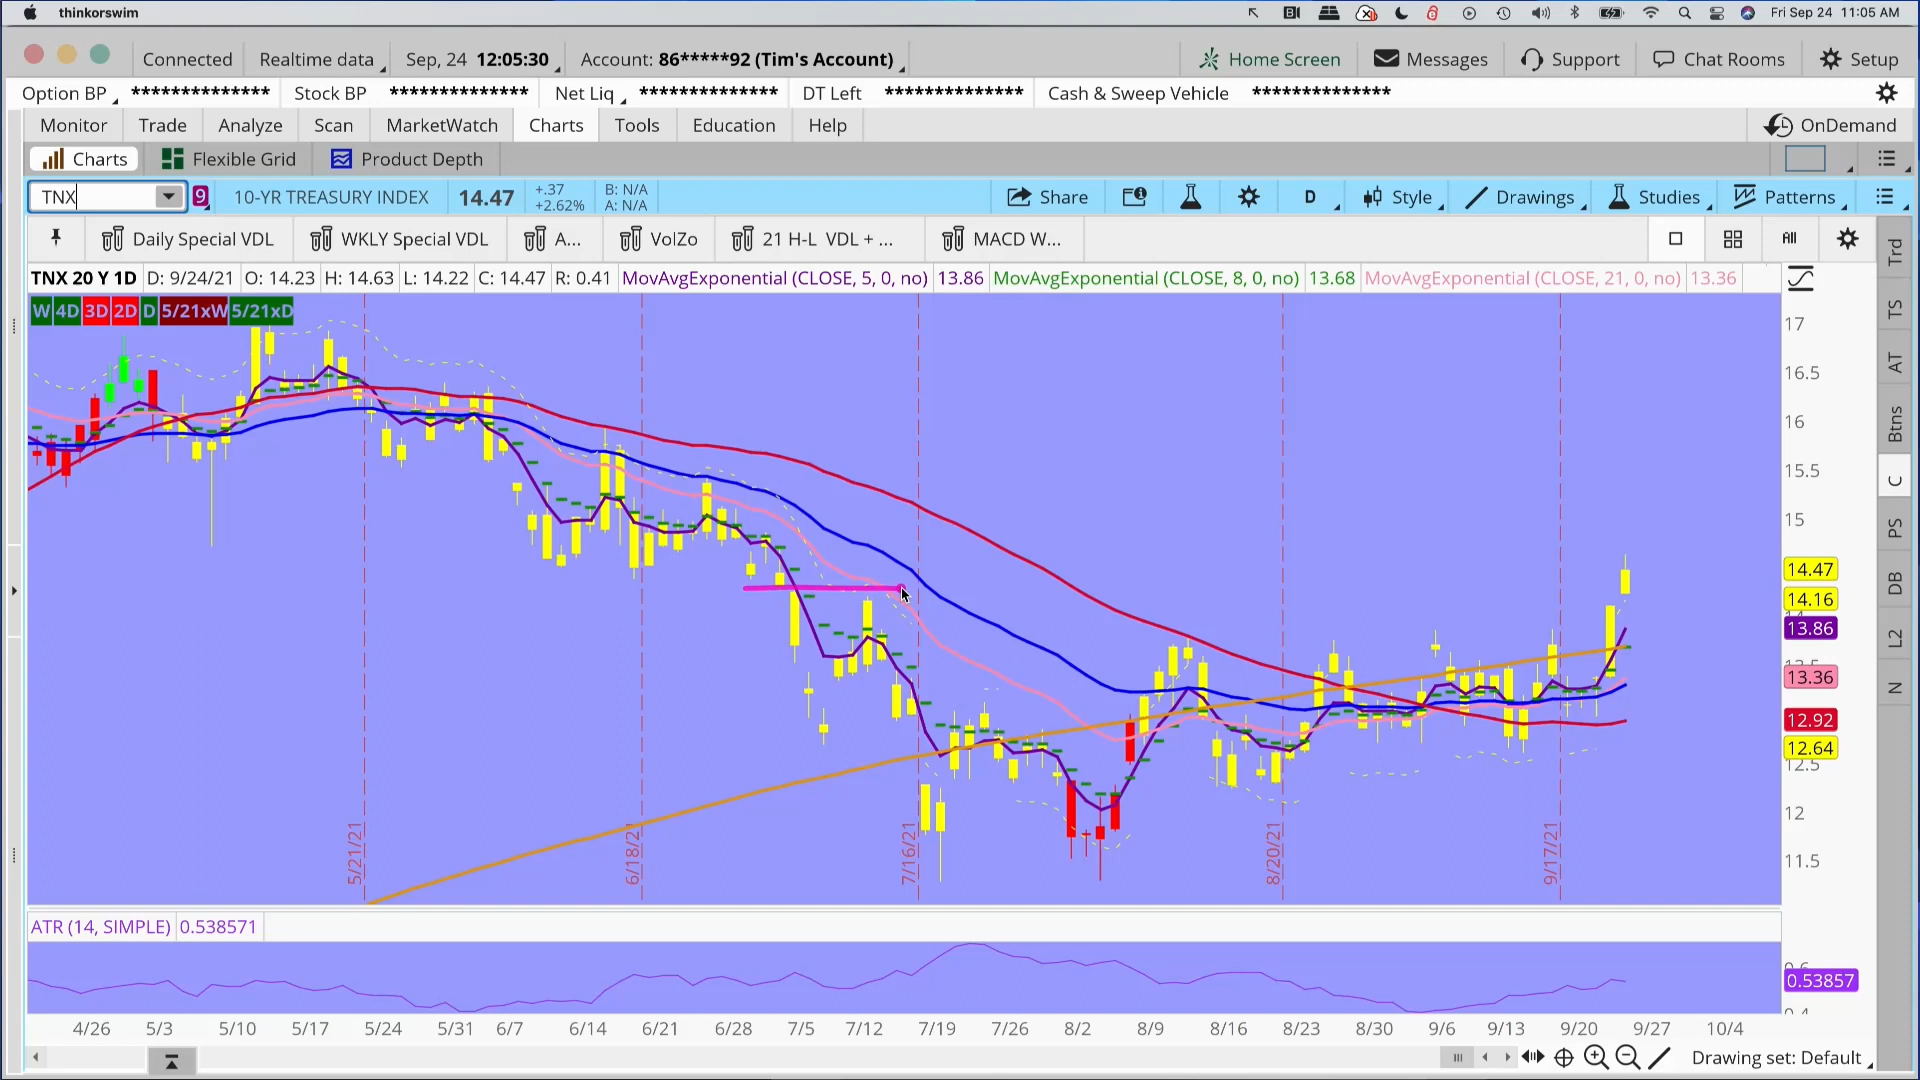 thinkorswim
Fri Sep 24 11:05 AM
Connected Realtime data Sep, 24 12:05:30 Account: 86*****92 (Tim's Account) Home Screen Messages Support Chat Rooms Setup
Option BP ************** Stock BP ************** Net Liq ************** DT Left ************** Cash & Sweep Vehicle **************
Monitor Trade Analyze Scan MarketWatch Charts Tools Education Help OnDemand
Charts Flexible Grid Product Depth
TNX 9 10-YR TREASURY INDEX 14.47 +.37 B: N/A Share D Style Drawings Studies Patterns
+2.62% A: N/A
Daily Special VDL WKLY Special VDL A... VolZo 21 H-L VDL + ... MACD W... All
TNX 20 Y 1D D: 9/24/21 O: 14.23 H: 14.63 L: 14.22 C: 14.47 R: 0.41 MovAvgExponential (CLOSE, 5, 0, no) 13.86 MovAvgExponential (CLOSE, 8, 0, no) 13.68 MovAvgExponential (CLOSE, 21, 0, no) 13.36
W 4D 3D 2D D 5/21xW 5/21xD
17
16.5
16
15.5
15
14.47
14.16
13.86
13.36
12.92
12.64
12.5
12
11.5
5/21/21
6/18/2
7/16/21
8/20/21
9/17/21
Trd
TS
AT
Btns
C
PS
DB
L2
N
ATR (14, SIMPLE) 0.538571
0.53857
4/26 5/3 5/10 5/17 5/24 5/31 6/7 6/14 6/21 6/28 7/5 7/12 7/19 7/26 8/2 8/9 8/16 8/23 8/30 9/6 9/13 9/20 9/27 10/4
Drawing set: Default